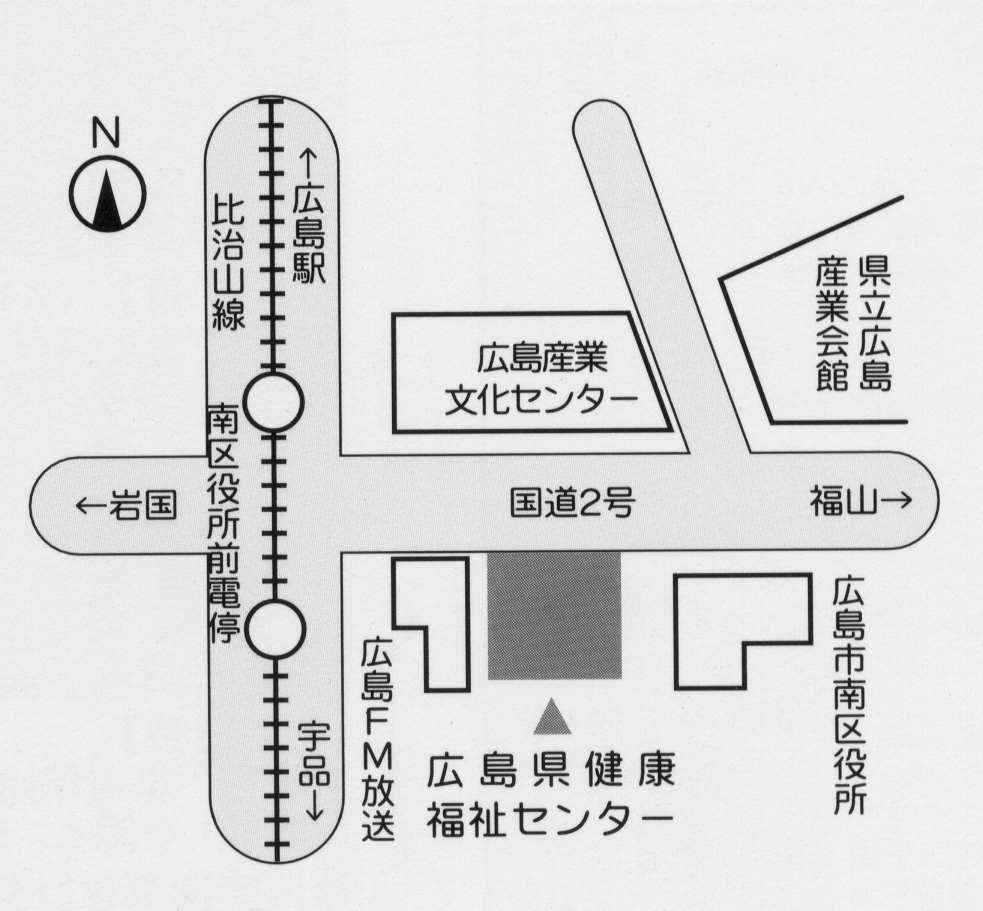 N
比治山線
↑広島駅
南区役所前電停
←岩国
国道2号
福山→
広島産業
文化センター
県立広島
産業会館
広島FM放送
広島県健康
福祉センター
広島市南区役所
宇品↓